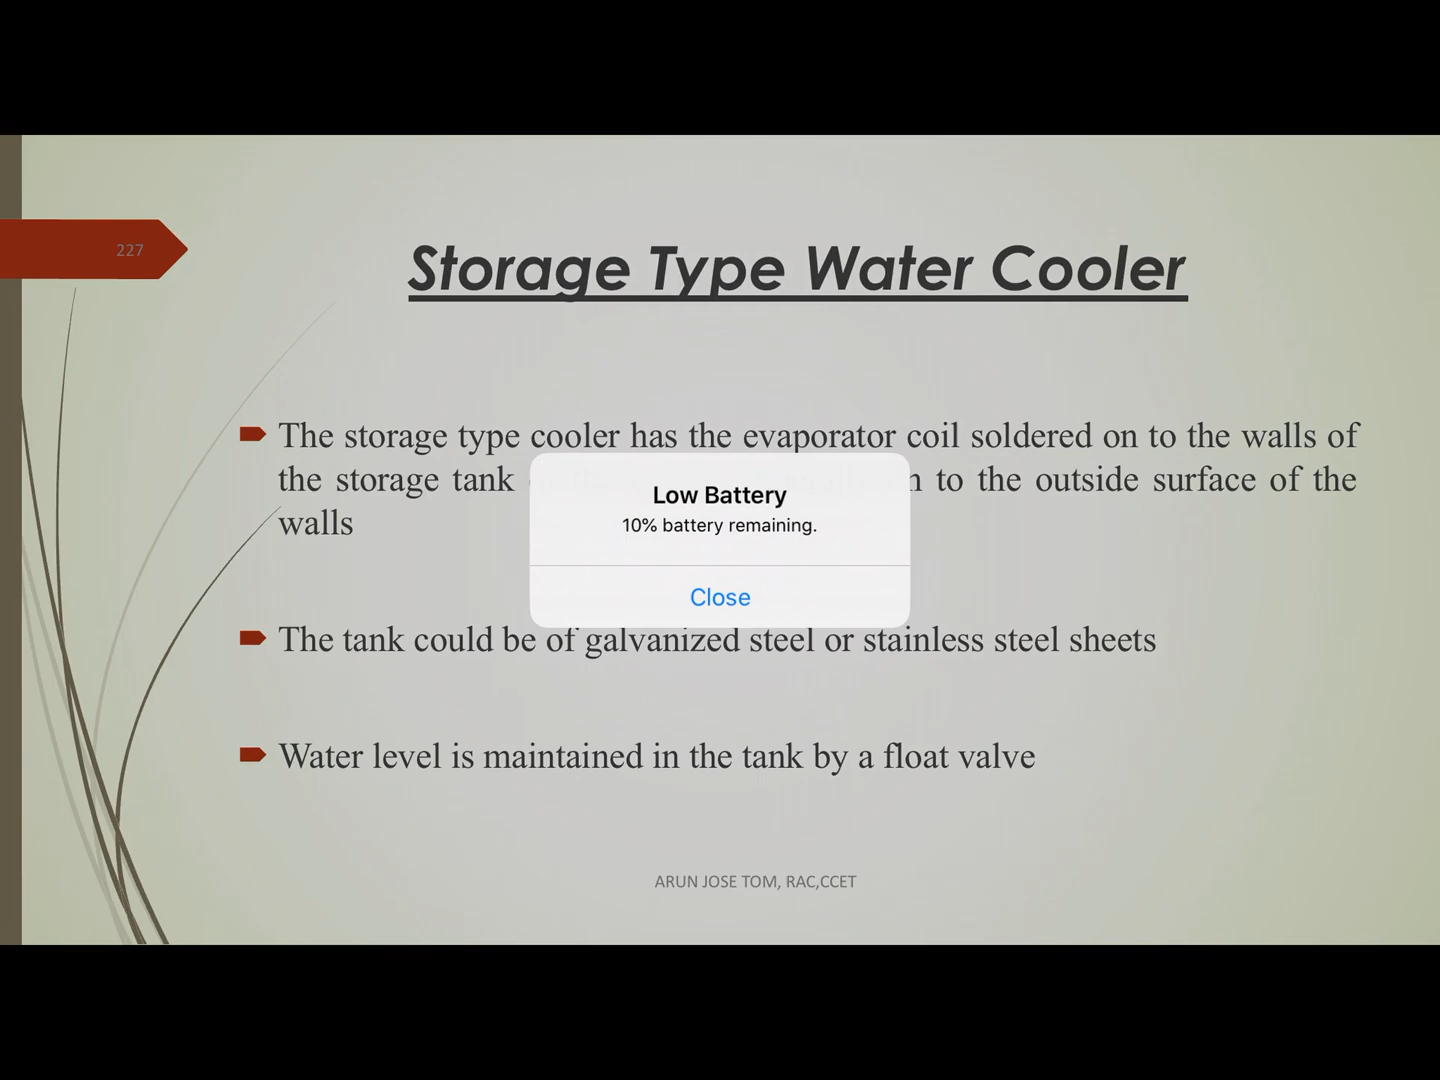 227
Storage Type Water Cooler
The storage type cooler has the evaporator coil soldered on to the walls of
the storage tank to the outside surface of the
walls
Low Battery
10% battery remaining.
Close
The tank could be of galvanized steel or stainless steel sheets
Water level is maintained in the tank by a float valve
ARUN JOSE TOM, RAC,CCET